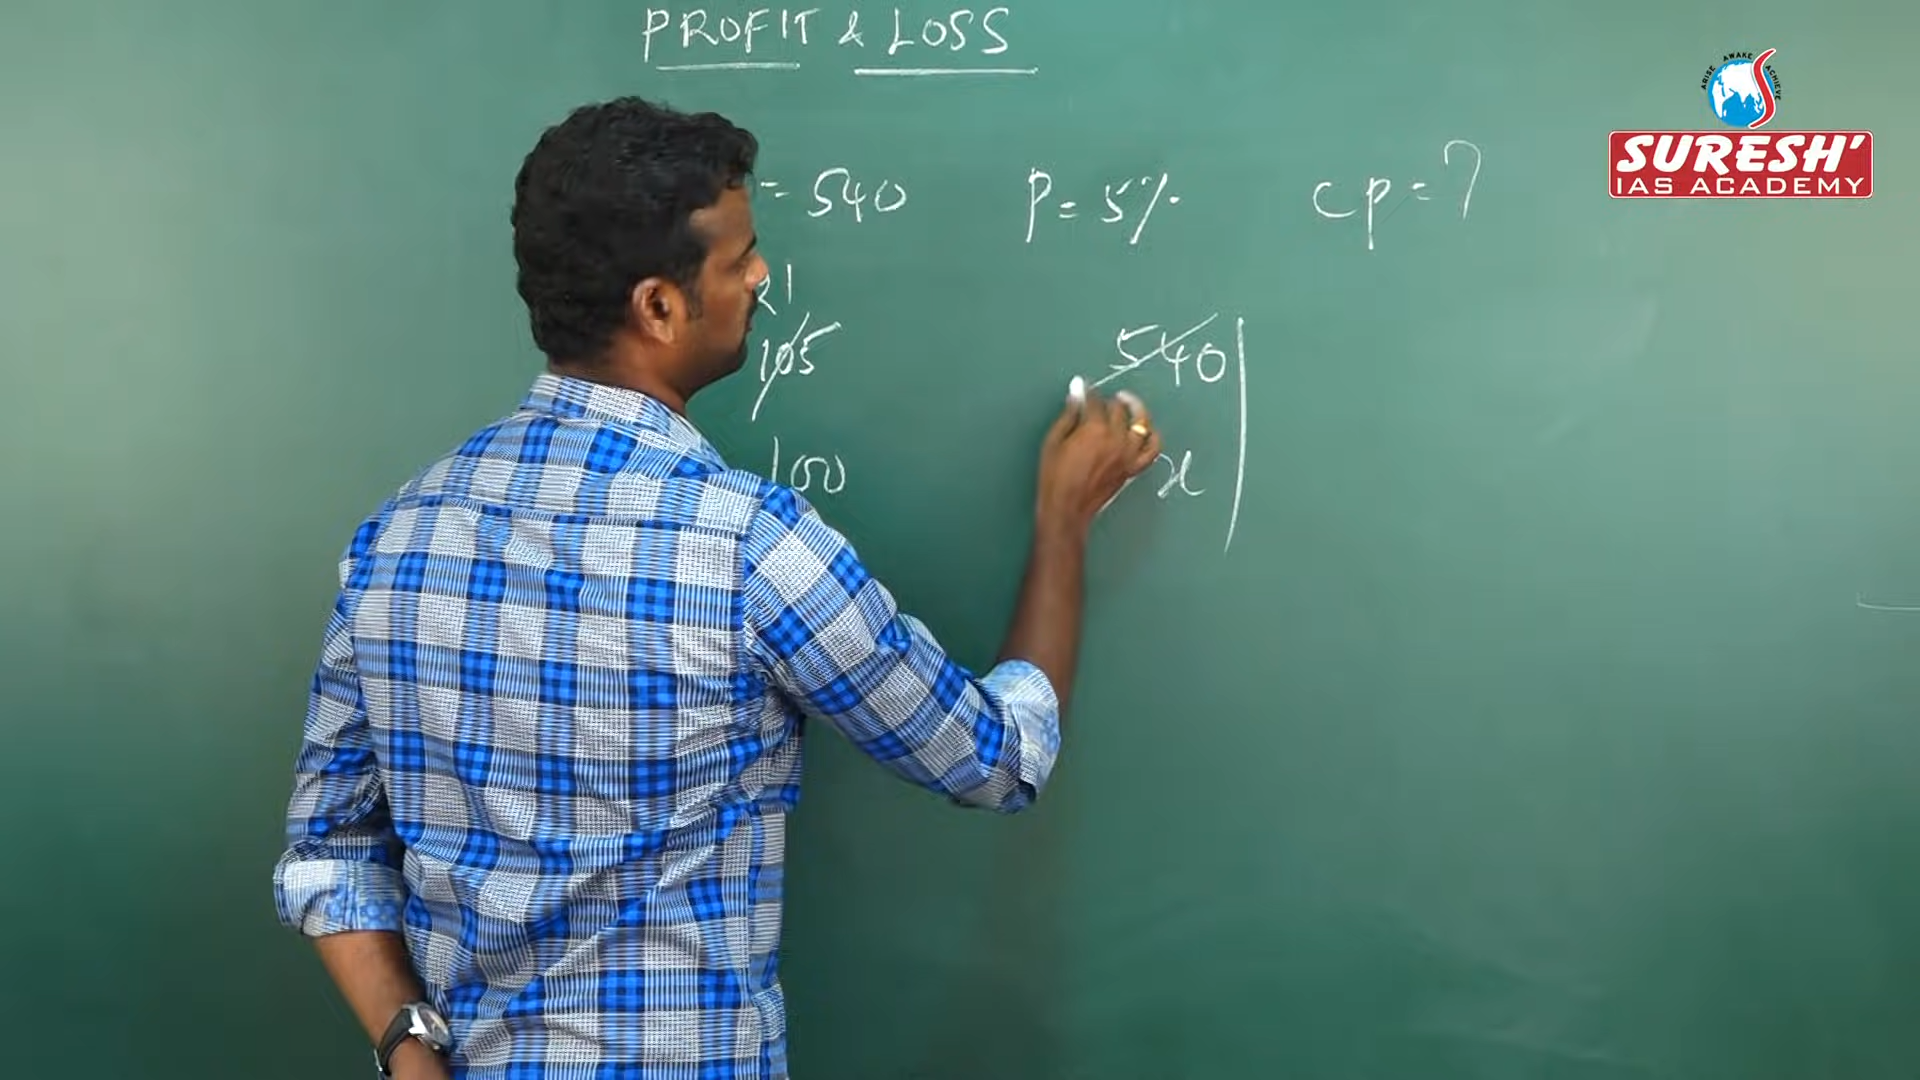 PROFIT & LOSS
ARISE AWAKE ACHIEVE
SURESH'
IAS ACADEMY
= 540 P = 5% CP = ?
21
105 540
100 x